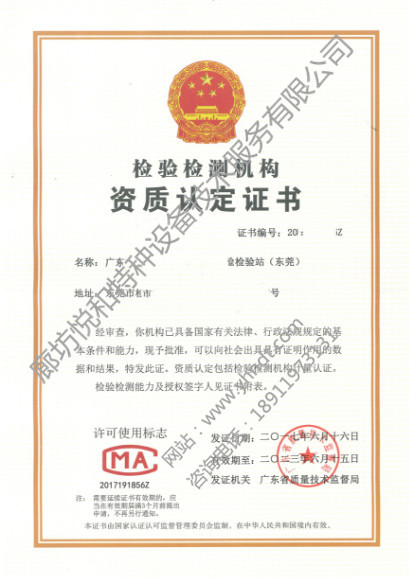 检验检测机构
资质认定证书
证书编号：20 Z
名称：广东 检验站（东莞）
地址：东莞市 市 号
经审查，你机构已具备国家有关法律、行政法规规定的基
本条件和能力，现予批准，可以向社会出具具有证明作用的数
据和结果，特发此证。资质认定包括检验检测机构计量认证。
检验检测能力及授权签字人见证书附表。
许可使用标志
MA
2017191856Z
发证日期：二〇一七年六月十六日
有效期至：二〇二三年六月十五日
发证机关 广东省质量技术监督局
注：需要延续证书有效期的，应
当在有效期届满3个月前提出
申请，不再另行通知。
本证书由国家认证认可监督管理委员会监制，在中华人民共和国境内有效。
廊坊悦和特种设备技术服务有限公司
咨询电话：18911973331
网站：www.